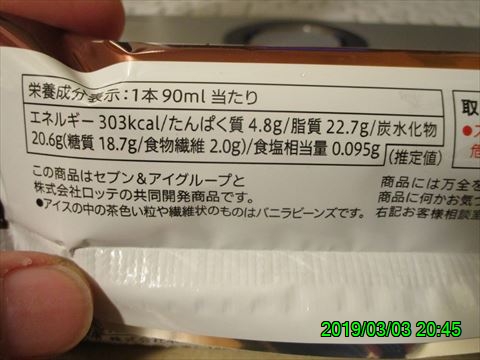 栄養成分表示:1本90ml当たり
エネルギー 303kcal/たんぱく質 4.8g/脂質 22.7g/炭水化物
20.6g(糖質 18.7g/食物繊維 2.0g)/食塩相当量 0.095g
(推定値)
この商品はセブン&アイグループと
株式会社ロッテの共同開発商品です。
●アイスの中の茶色い粒や繊維状のものはバニラビーンズです。
取
危
商品には万全を
商品に何かお気づ
右記お客様相談室
2019/03/03 20:45